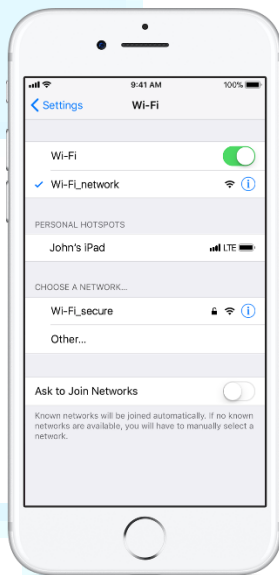 9:41 AM 100%
Settings Wi-Fi
Wi-Fi
Wi-Fi_network
PERSONAL HOTSPOTS
John's iPad LTE
CHOOSE A NETWORK...
Wi-Fi_secure
Other...
Ask to Join Networks
Known networks will be joined automatically. If no known
networks are available, you will have to manually select a
network.